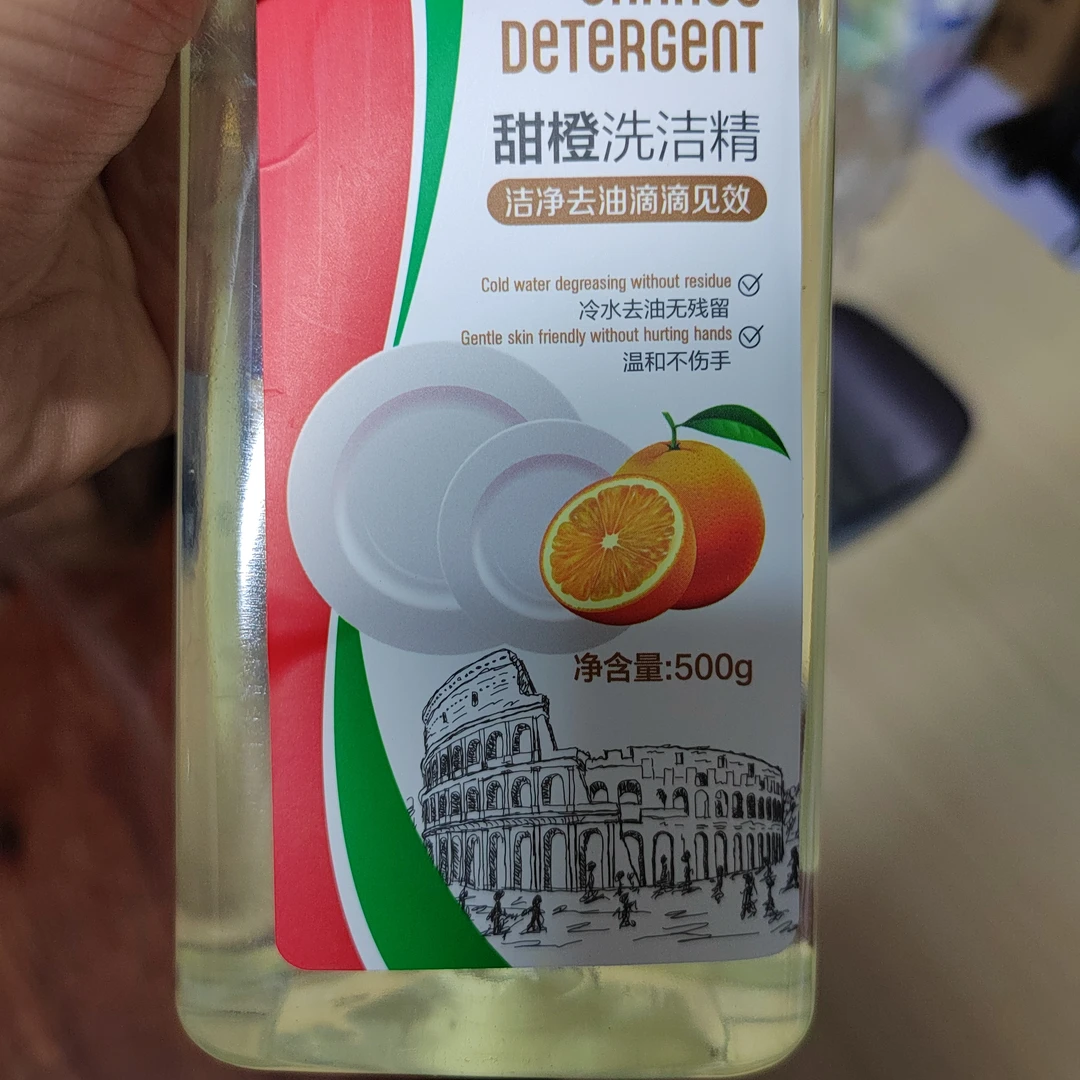 DETERGENT
甜橙洗洁精
洁净去油滴滴见效
Cold water degreasing without residue
冷水去油无残留
Gentle skin friendly without hurting hands
温和不伤手
净含量:500g